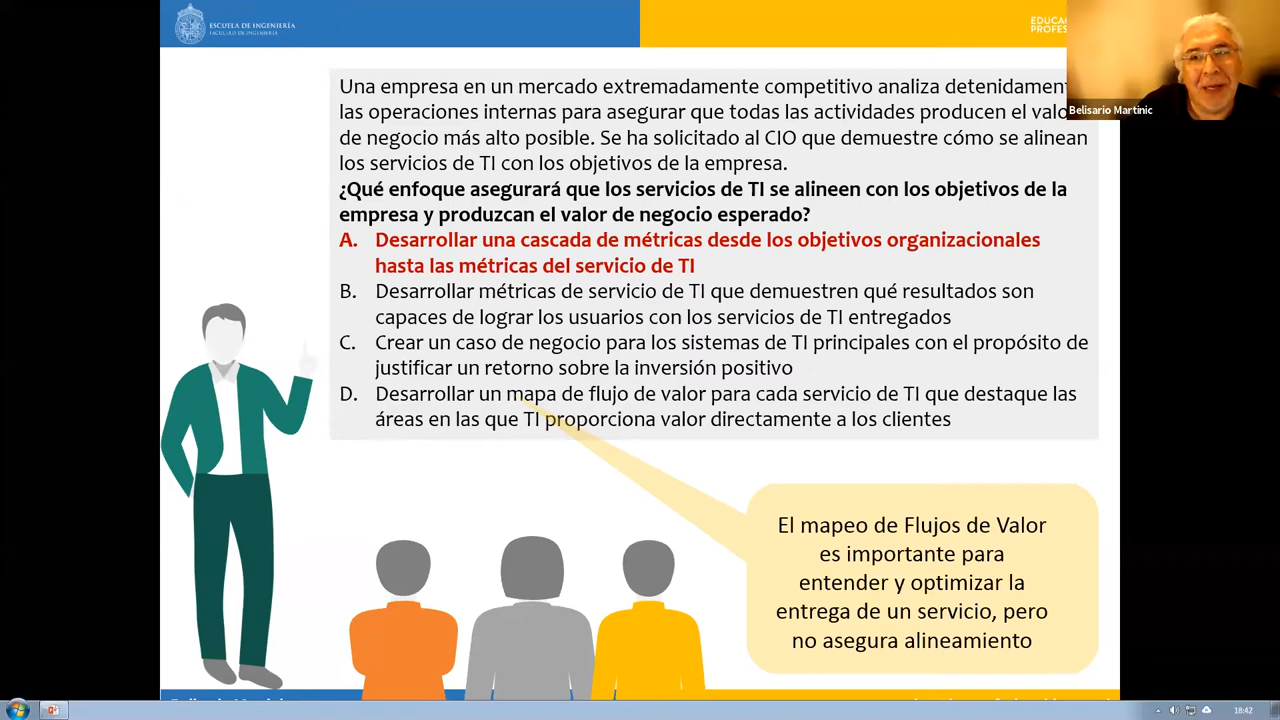 ESCUELA DE INGENIERÍA
FACULTAD DE INGENIERÍA
Una empresa en un mercado extremadamente competitivo analiza
las operaciones internas para asegurar que todas las actividades producen el
de negocio más alto posible. Se ha solicitado al CIO que demuestre cómo se alinean
los servicios de TI con los objetivos de la empresa.
¿Qué enfoque asegurará que los servicios de TI se alineen con los objetivos de la
empresa y produzcan el valor de negocio esperado?
A. Desarrollar una cascada de métricas desde los objetivos organizacionales
hasta las métricas del servicio de TI
B. Desarrollar métricas de servicio de TI que demuestren qué resultados son
capaces de lograr los usuarios con los servicios de TI entregados
C. Crear un caso de negocio para los sistemas de TI principales con el propósito de
justificar un retorno sobre la inversión positivo
D. Desarrollar un mapa de flujo de valor para cada servicio de TI que destaque las
áreas en las que TI proporciona valor directamente a los clientes
El mapeo de Flujos de Valor
es importante para
entender y optimizar la
entrega de un servicio, pero
no asegura alineamiento
Belisario Martinic
18:42